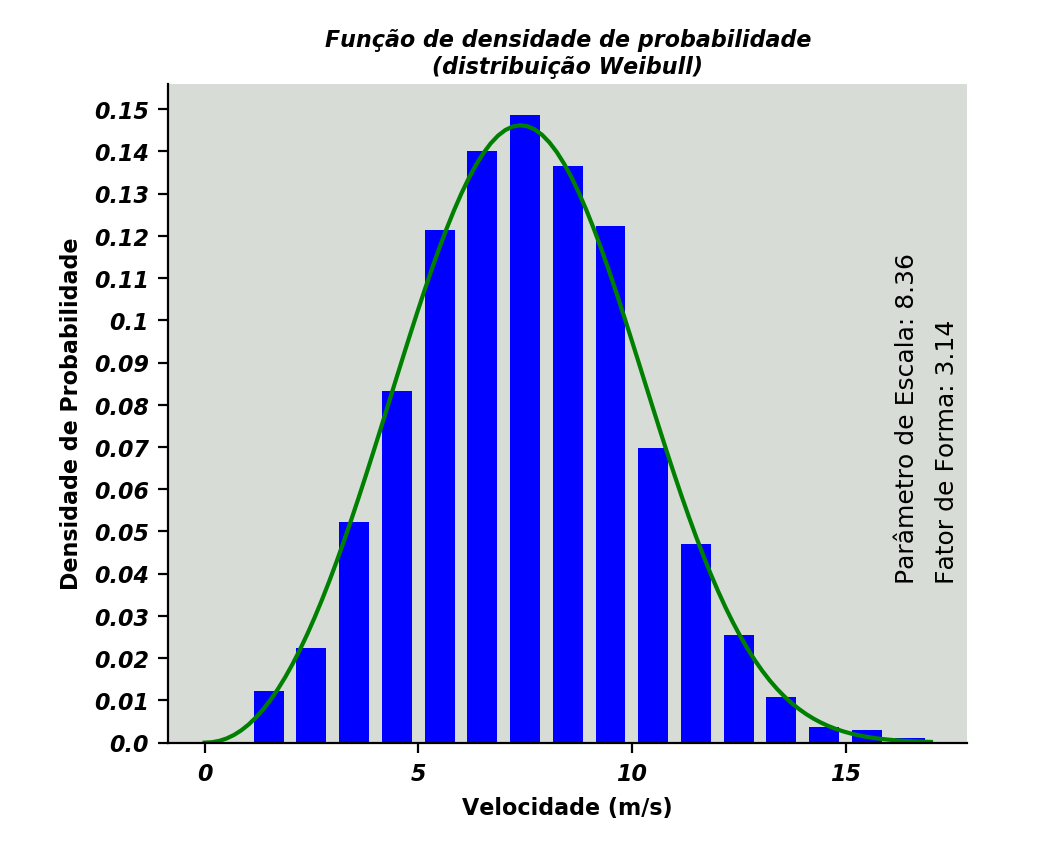 Função de densidade de probabilidade
(distribuição Weibull)
0.15
0.14
0.13
0.12
0.11
0.1
0.09
0.08
0.07
0.06
0.05
0.04
0.03
0.02
0.01
0.0
Densidade de Probabilidade
Parâmetro de Escala: 8.36
Fator de Forma: 3.14
0 5 10 15
Velocidade (m/s)